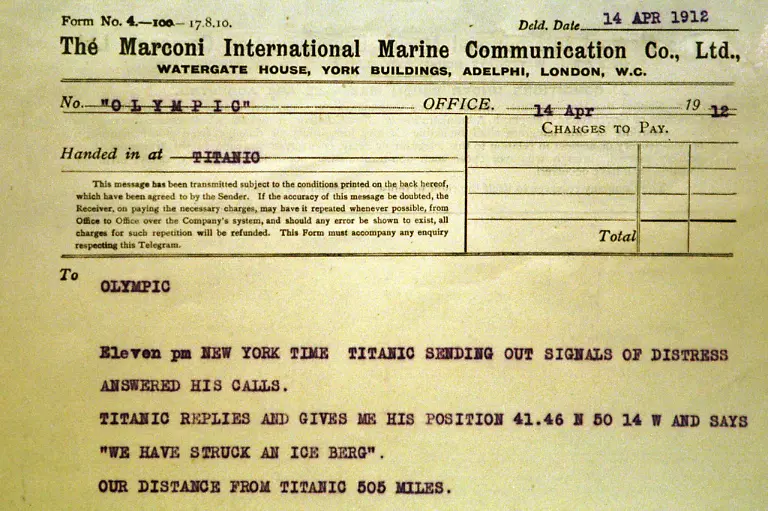 Form No. 4.—100— 17.8.10.
Deld. Date 14 APR 1912
The Marconi International Marine Communication Co., Ltd.,
WATERGATE HOUSE, YORK BUILDINGS, ADELPHI, LONDON, W.C.
No. "OLYMPIC" OFFICE. 14 Apr 19 12
CHARGES TO PAY.
Handed in at TITANIC
This message has been transmitted subject to the conditions printed on the back hereof,
which have been agreed to by the Sender. If the accuracy of this message be doubted, the
Receiver, on paying the necessary charges, may have it repeated whenever possible, from
Office to Office over the Company's system, and should any error be shown to exist, all
charges for such repetition will be refunded. This Form must accompany any enquiry
respecting this Telegram.
Total
To
OLYMPIC
Eleven pm NEW YORK TIME TITANIC SENDING OUT SIGNALS OF DISTRESS
ANSWERED HIS CALLS.
TITANIC REPLIES AND GIVES ME HIS POSITION 41.46 N 50 14 W AND SAYS
"WE HAVE STRUCK AN ICE BERG".
OUR DISTANCE FROM TITANIC 505 MILES.